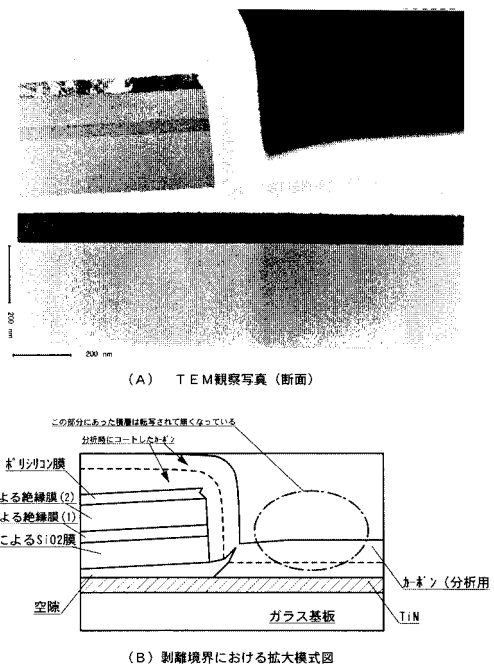 200 nm
200 nm
(A) TEM観察写真(断面)
この部分にあった積層は転写されて無くなっている
分析時にコートしたカーボン
ポリシリコン膜
よる絶縁膜(2)
よる絶縁膜(1)
によるSiO2膜
空隙
カーボン(分析用
TiN
ガラス基板
(B) 剥離境界における拡大模式図